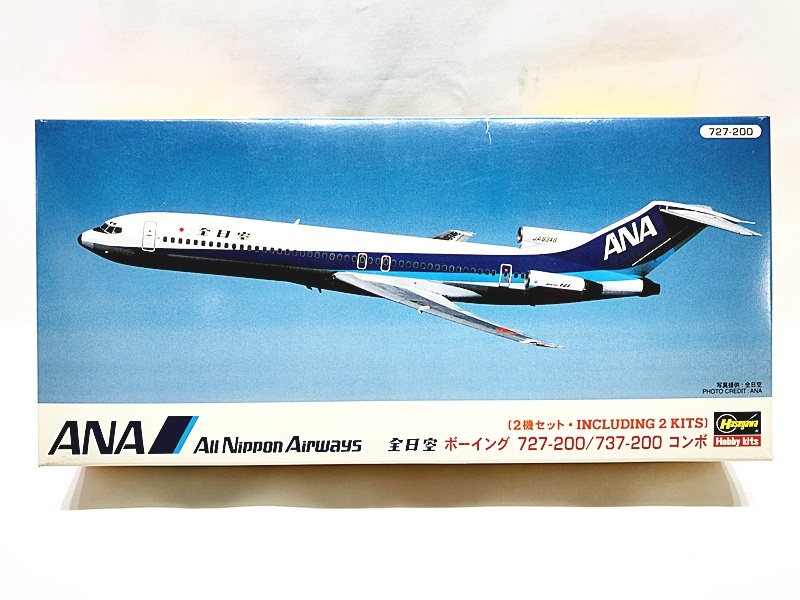 727-200
全日空
JA8348
ANA
写真提供：全日空
PHOTO CREDIT : ANA
〔2機セット・INCLUDING 2 KITS〕
ANA All Nippon Airways 全日空 ボーイング 727-200/737-200 コンボ
Hasegawa
Hobby kits